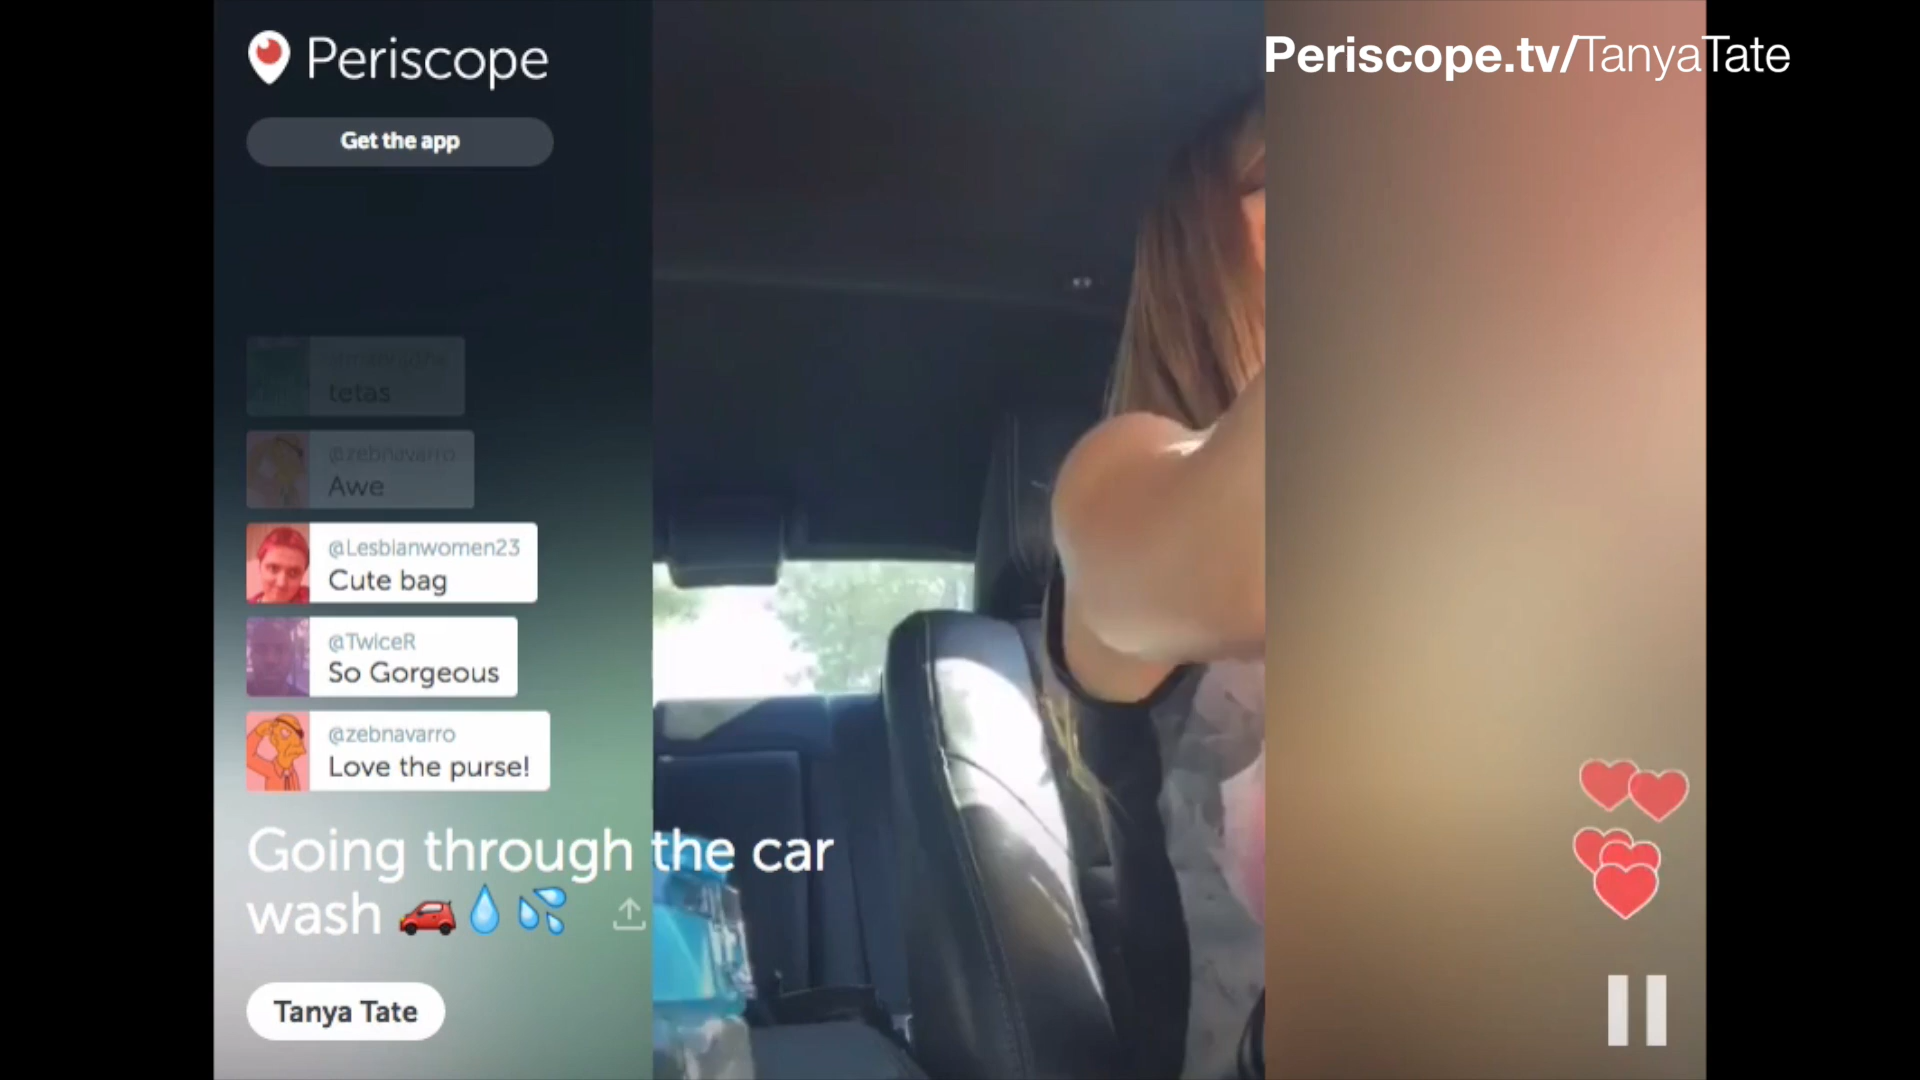 Periscope
Periscope.tv/TanyaTate
Get the app
tetas
@zebnavarro
Awe
@Lesbianwomen23
Cute bag
@TwiceR
So Gorgeous
@zebnavarro
Love the purse!
Going through the car
wash 🚗💧💦
Tanya Tate